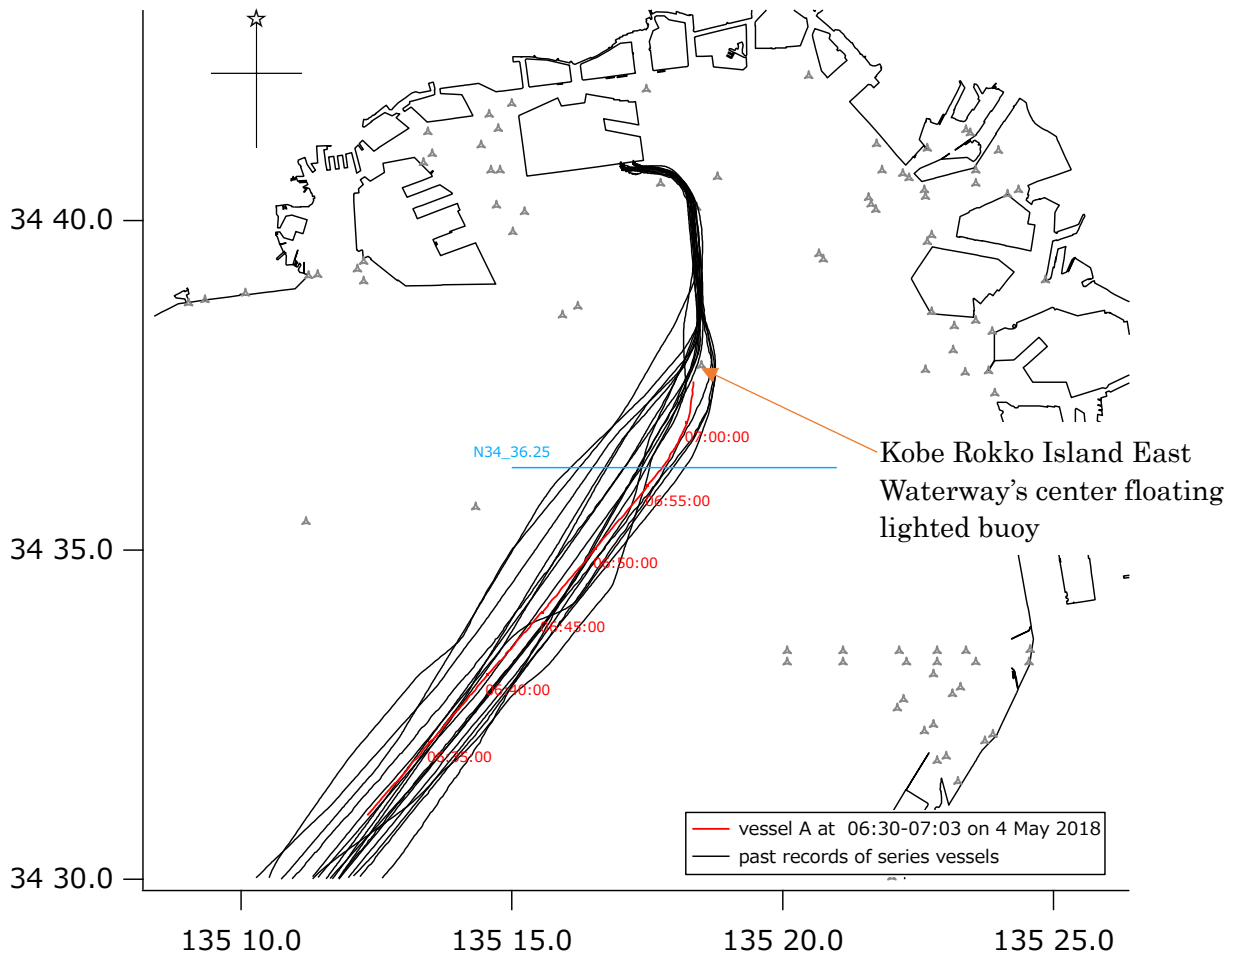 34 40.0
N34_36.25
07:00:00
Kobe Rokko Island East
Waterway's center floating
lighted buoy
06:55:00
34 35.0
06:50:00
06:45:00
06:40:00
06:35:00
vessel A at 06:30-07:03 on 4 May 2018
past records of series vessels
34 30.0
135 10.0
135 15.0
135 20.0
135 25.0